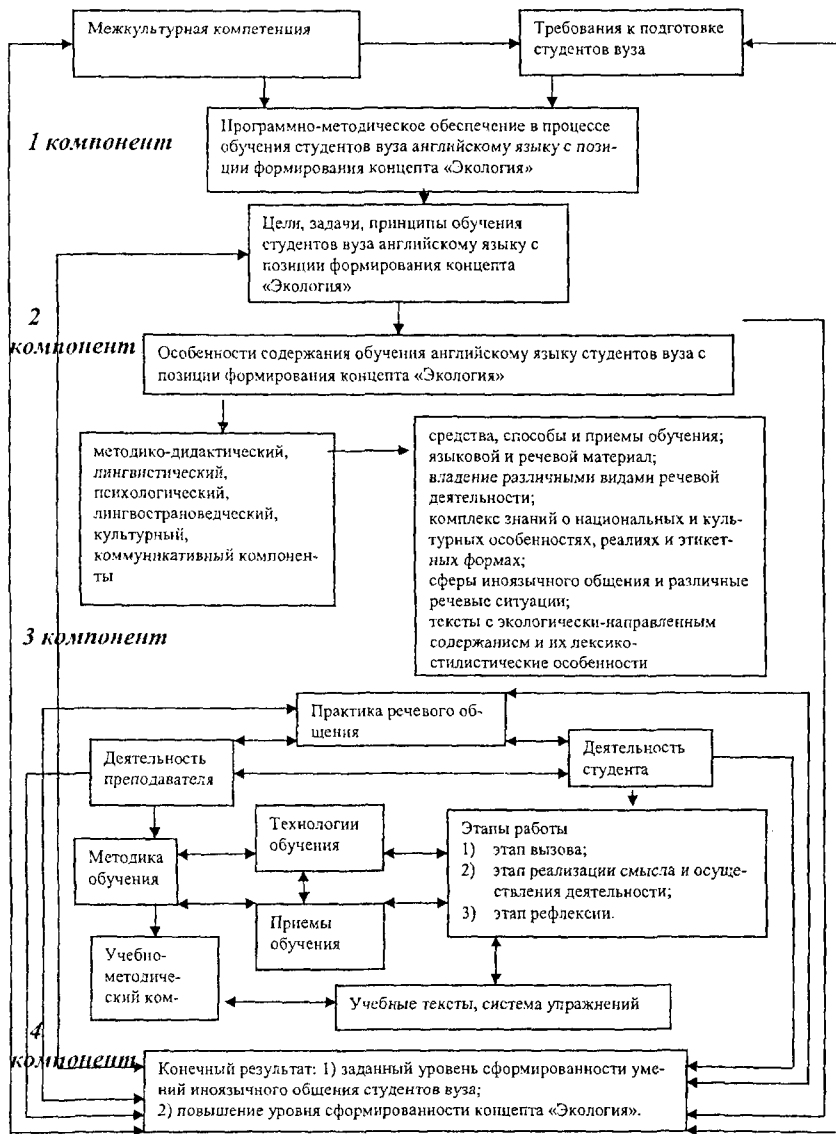 Межкультурная компетенция
Требования к подготовке
студентов вуза
1 компонент
Программно-методическое обеспечение в процессе
обучения студентов вуза английскому языку с пози-
ции формирования концепта «Экология»
Цели, задачи, принципы обучения
студентов вуза английскому языку с
позиции формирования концепта
«Экология»
2
компонент
Особенности содержания обучения английскому языку студентов вуза с
позиции формирования концепта «Экология»
методико-дидактический,
лингвистический,
психологический,
лингвострановедческий,
культурный,
коммуникативный компонен-
ты
средства, способы и приемы обучения;
языковой и речевой материал;
владение различными видами речевой
деятельности;
комплекс знаний о национальных и куль-
турных особенностях, реалиях и этикет-
ных формах;
сферы иноязычного общения и различные
речевые ситуации;
тексты с экологически-направленным
содержанием и их лексико-
стилистические особенности
3 компонент
Практика речевого об-
щения
Деятельность
преподавателя
Деятельность
студента
Технологии
обучения
Методика
обучения
Приемы
обучения
Этапы работы
1) этап вызова;
2) этап реализации смысла и осуще-
ствления деятельности;
3) этап рефлексии.
Учебно-
методиче-
ский ком-
Учебные тексты, система упражнений
4
компонент
Конечный результат: 1) заданный уровень сформированности уме-
ний иноязычного общения студентов вуза;
2) повышение уровня сформированности концепта «Экология».